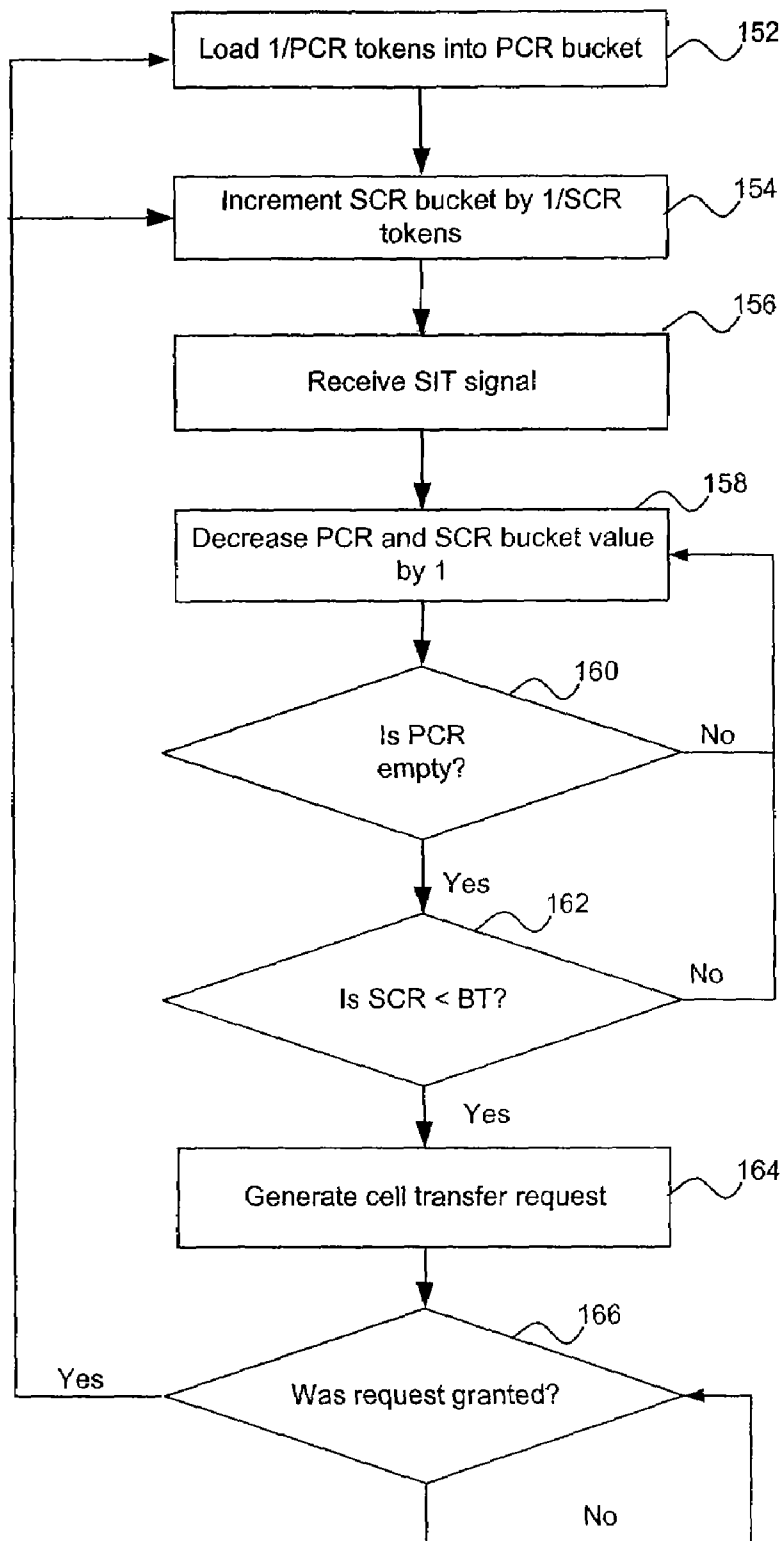 Load 1/PCR tokens into PCR bucket
152
Increment SCR bucket by 1/SCR
tokens
154
156
Receive SIT signal
158
Decrease PCR and SCR bucket value
by 1
160
Is PCR
empty?
No
Yes
162
Is SCR < BT?
No
Yes
Generate cell transfer request
164
166
Yes
Was request granted?
No